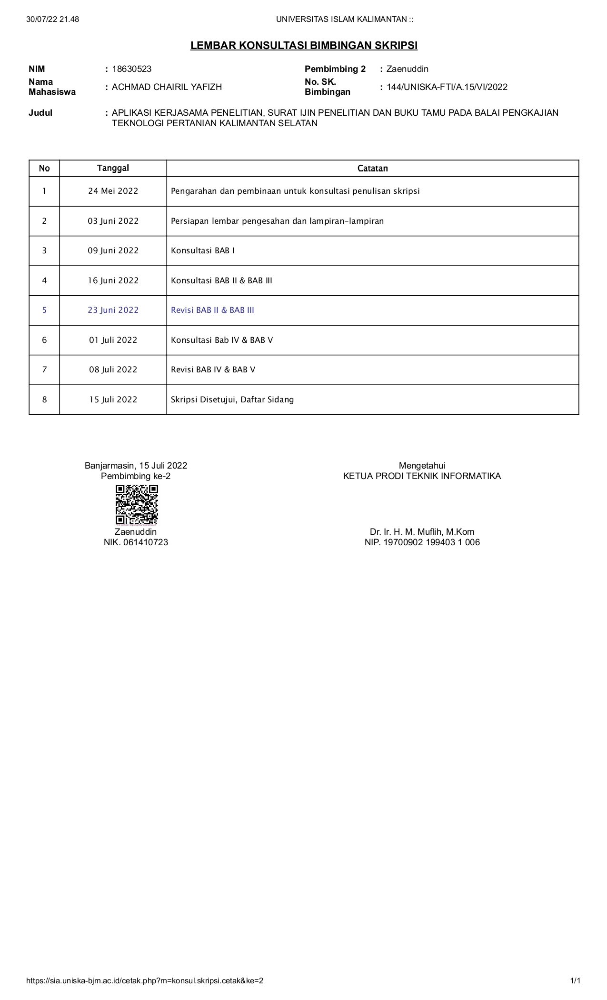 30/07/22 21.48 UNIVERSITAS ISLAM KALIMANTAN ::
LEMBAR KONSULTASI BIMBINGAN SKRIPSI
NIM : 18630523 Pembimbing 2 : Zaenuddin
Nama Mahasiswa : ACHMAD CHAIRIL YAFIZH No. SK. Bimbingan : 144/UNISKA-FTI/A.15/VI/2022
Judul : APLIKASI KERJASAMA PENELITIAN, SURAT IJIN PENELITIAN DAN BUKU TAMU PADA BALAI PENGKAJIAN
TEKNOLOGI PERTANIAN KALIMANTAN SELATAN
No Tanggal Catatan
1 24 Mei 2022 Pengarahan dan pembinaan untuk konsultasi penulisan skripsi
2 03 Juni 2022 Persiapan lembar pengesahan dan lampiran-lampiran
3 09 Juni 2022 Konsultasi BAB I
4 16 Juni 2022 Konsultasi BAB II & BAB III
5 23 Juni 2022 Revisi BAB II & BAB III
6 01 Juli 2022 Konsultasi Bab IV & BAB V
7 08 Juli 2022 Revisi BAB IV & BAB V
8 15 Juli 2022 Skripsi Disetujui, Daftar Sidang
Banjarmasin, 15 Juli 2022
Pembimbing ke-2
Zaenuddin
NIK. 061410723
Mengetahui
KETUA PRODI TEKNIK INFORMATIKA
Dr. Ir. H. M. Muflih, M.Kom
NIP. 19700902 199403 1 006
https://sia.uniska-bjm.ac.id/cetak.php?m=konsul.skripsi.cetak&ke=2 1/1